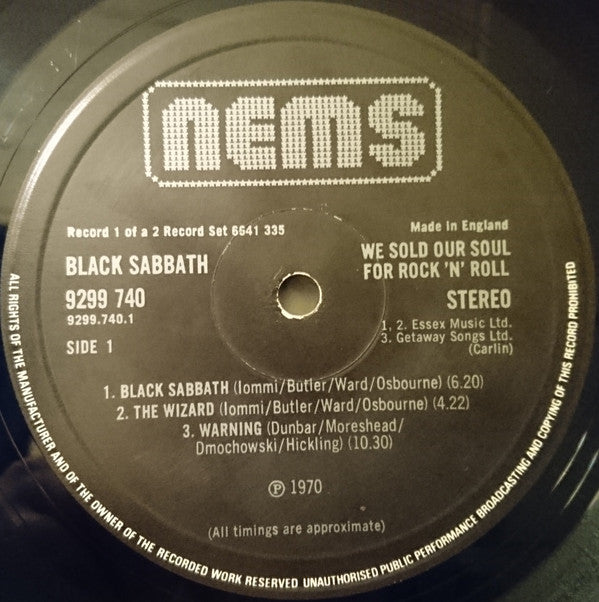 NEMS
Record 1 of a 2 Record Set 6641 335
Made in England
BLACK SABBATH
WE SOLD OUR SOUL
FOR ROCK 'N' ROLL
9299 740
9299.740.1
STEREO
SIDE 1
1, 2. Essex Music Ltd.
3. Getaway Songs Ltd.
(Carlin)
1. BLACK SABBATH (Iommi/Butler/Ward/Osbourne) (6.20)
2. THE WIZARD (Iommi/Butler/Ward/Osbourne) (4.22)
3. WARNING (Dunbar/Moreshead/
Dmochowski/Hickling) (10.30)
℗ 1970
(All timings are approximate)
ALL RIGHTS OF THE MANUFACTURER AND OF THE OWNER OF THE RECORDED WORK RESERVED UNAUTHORISED PUBLIC PERFORMANCE BROADCASTING AND COPYING OF THIS RECORD PROHIBITED